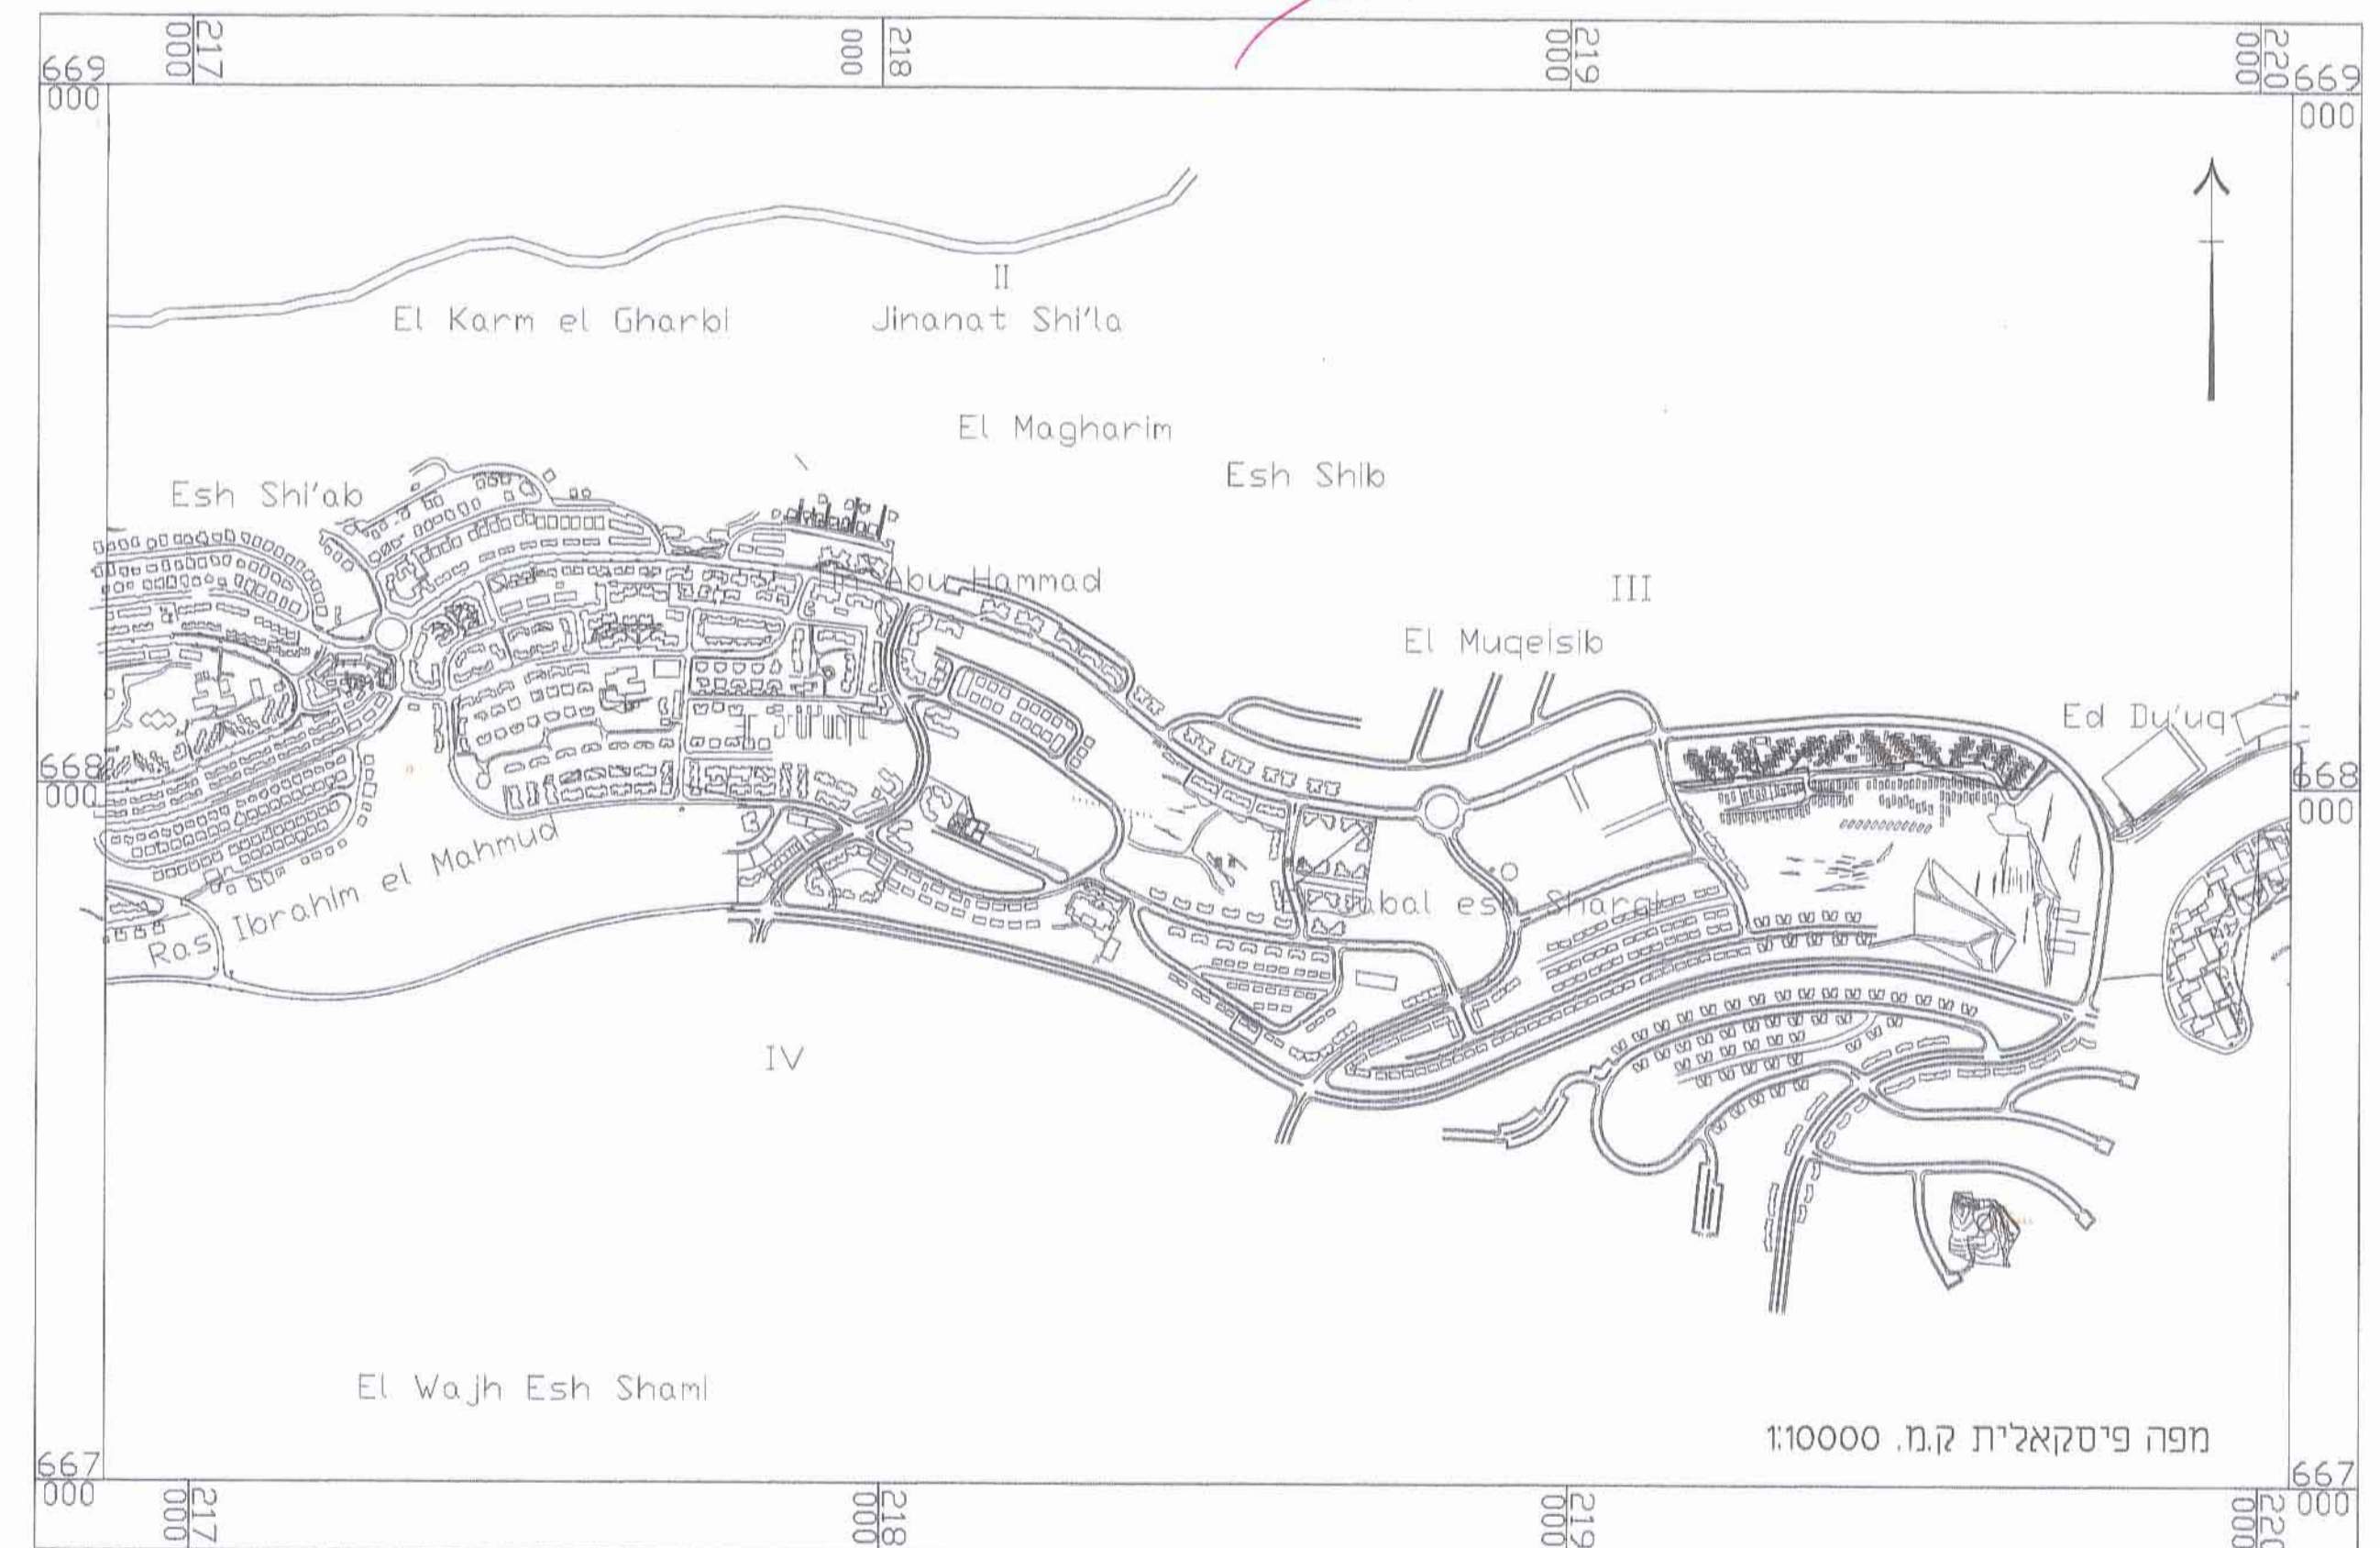 217
000
218
000
219
000
220
000
669
000
669
000
II
El Karm el Gharbi
Jinanat Shi'la
El Magharim
Esh Shib
Esh Shi'ab
Abu Hammad
III
El Muqeisib
Ed Du'uq
668
000
668
000
Ras Ibrahim el Mahmud
esh Sharqi
IV
El Wajh Esh Shami
מפה פיסקאלית ק.מ. 1:10000
667
000
667
000
217
000
218
000
219
000
220
000